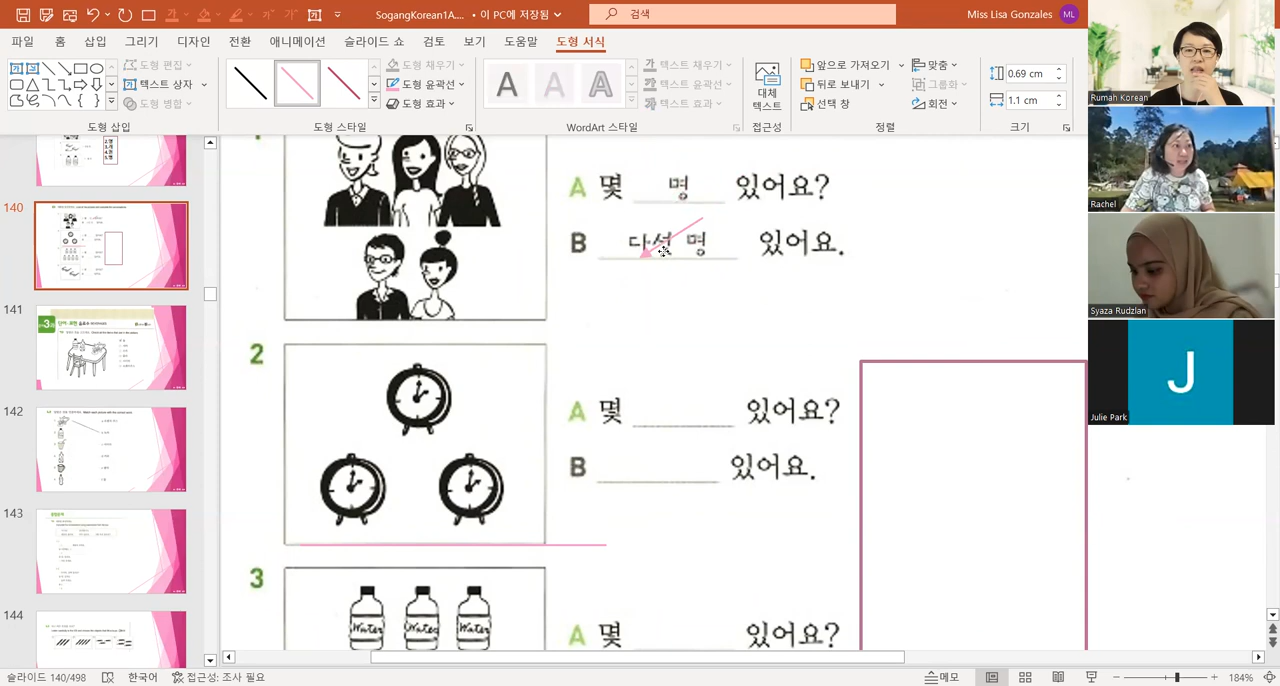 SogangKorean1A.... • 이 PC에 저장됨
검색
Miss Lisa Gonzales ML
파일 홈 삽입 그리기 디자인 전환 애니메이션 슬라이드 쇼 검토 보기 도움말 도형 서식
도형 편집
텍스트 상자
도형 병합
도형 삽입
도형 채우기
도형 윤곽선
도형 효과
도형 스타일
텍스트 채우기
텍스트 윤곽선
텍스트 효과
WordArt 스타일
대체
텍스트
접근성
앞으로 가져오기
뒤로 보내기
선택 창
맞춤
그룹화
회전
정렬
0.69 cm
1.1 cm
크기
140
141
142
143
144
A 몇 명 있어요?
B 다섯 명 있어요.
2
A 몇 있어요?
B 있어요.
3
Water Water Water
A 몇 있어요?
Rumah Korean
Rachel
Syaza Rudzlan
J
Julie Park
슬라이드 140/498 한국어 접근성: 조사 필요
메모 184%